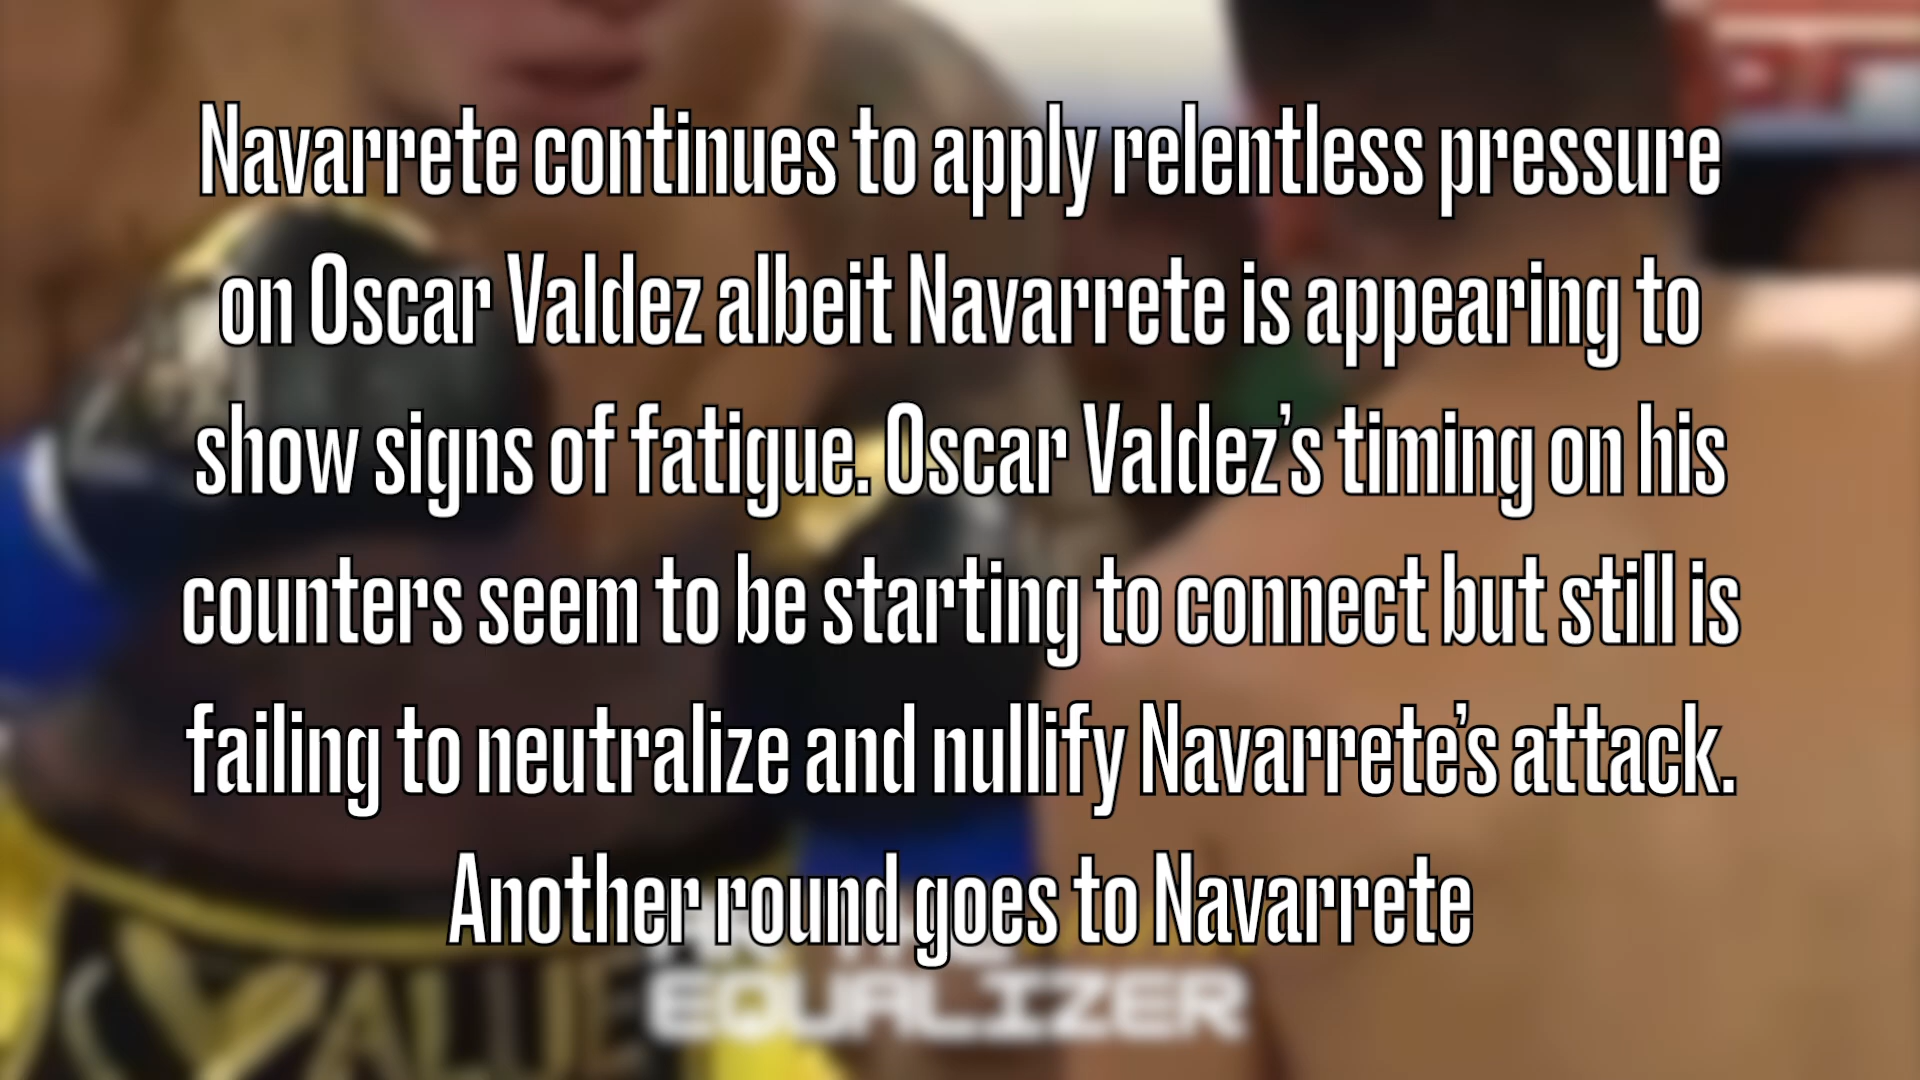 Navarrete continues to apply relentless pressure
on Oscar Valdez albeit Navarrete is appearing to
show signs of fatigue. Oscar Valdez’s timing on his
counters seem to be starting to connect but still is
failing to neutralize and nullify Navarrete’s attack.
Another round goes to Navarrete
EQUALIZER